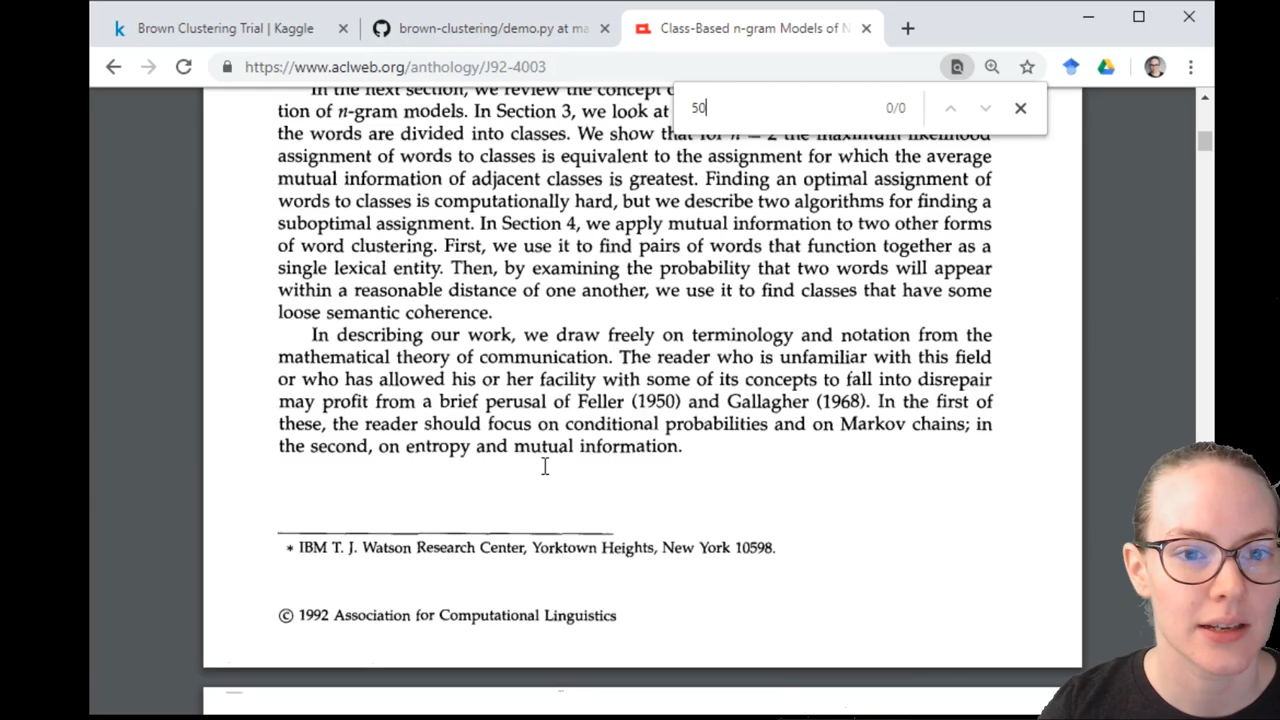 Brown Clustering Trial | Kaggle
brown-clustering/demo.py at ma
Class-Based n-gram Models of N
https://www.aclweb.org/anthology/J92-4003
50
0/0
In the next section, we review the concept
tion of n-gram models. In Section 3, we look at
the words are divided into classes. We show that for n = 2 the maximum likelihood
assignment of words to classes is equivalent to the assignment for which the average
mutual information of adjacent classes is greatest. Finding an optimal assignment of
words to classes is computationally hard, but we describe two algorithms for finding a
suboptimal assignment. In Section 4, we apply mutual information to two other forms
of word clustering. First, we use it to find pairs of words that function together as a
single lexical entity. Then, by examining the probability that two words will appear
within a reasonable distance of one another, we use it to find classes that have some
loose semantic coherence.
In describing our work, we draw freely on terminology and notation from the
mathematical theory of communication. The reader who is unfamiliar with this field
or who has allowed his or her facility with some of its concepts to fall into disrepair
may profit from a brief perusal of Feller (1950) and Gallagher (1968). In the first of
these, the reader should focus on conditional probabilities and on Markov chains; in
the second, on entropy and mutual information.
* IBM T. J. Watson Research Center, Yorktown Heights, New York 10598.
© 1992 Association for Computational Linguistics